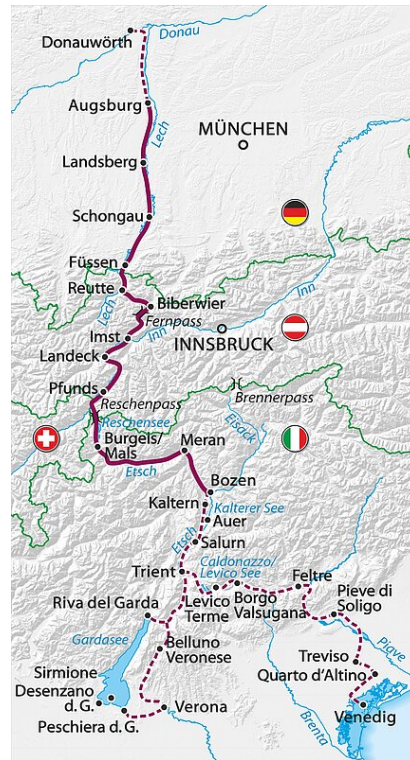 Donau
Donauwörth
Augsburg
Lech
MÜNCHEN
Landsberg
Schongau
Füssen
Reutte
Inn
Lech
Biberwier
Fernpass
Imst
Inn
INNSBRUCK
Landeck
Pfunds
Reschenpass
Brennerpass
Reschensee
Eisack
Burgeis/
Mals
Meran
Etsch
Bozen
Kaltern
Kalterer See
Auer
Etsch
Salurn
Caldonazzo/
Levico See
Trient
Feltre
Riva del Garda
Levico
Terme
Borgo
Valsugana
Pieve di
Soligo
Gardasee
Belluno
Veronese
Piave
Treviso
Sirmione
Quarto d'Altino
Desenzano
d. G.
Peschiera d. G.
Verona
Brenta
Venedig